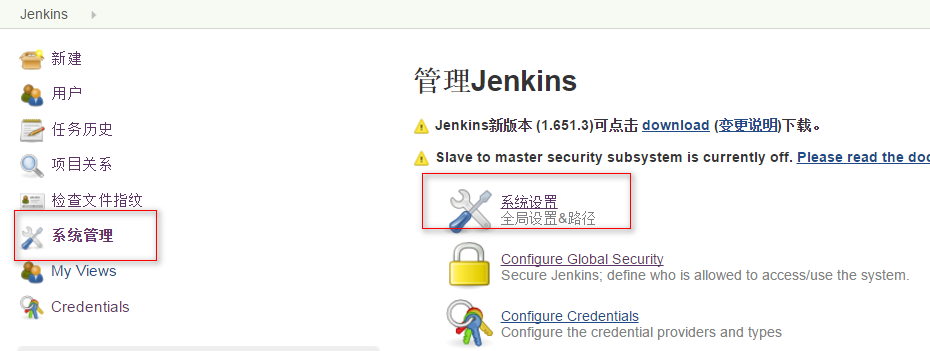 Jenkins
新建
用户
任务历史
项目关系
检查文件指纹
系统管理
My Views
Credentials
管理Jenkins
Jenkins新版本 (1.651.3)可点击 download (变更说明)下载。
Slave to master security subsystem is currently off. Please read the doc
系统设置
全局设置&路径
Configure Global Security
Secure Jenkins; define who is allowed to access/use the system.
Configure Credentials
Configure the credential providers and types